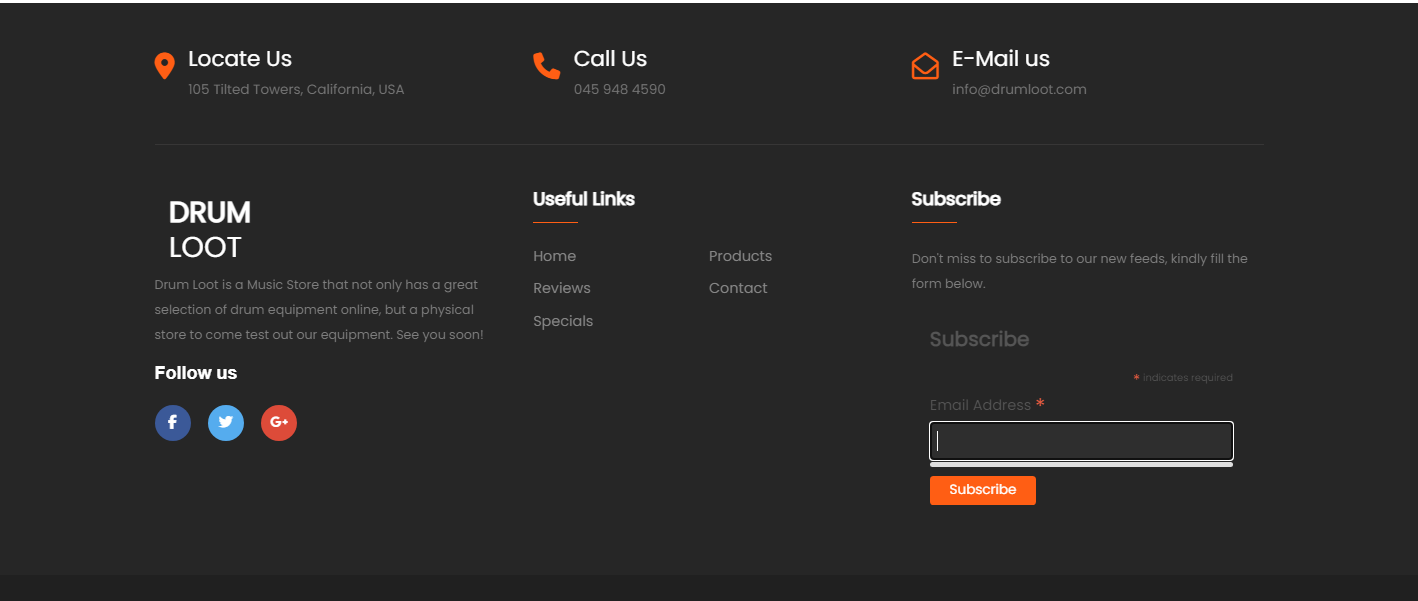 Locate Us
105 Tilted Towers, California, USA
Call Us
045 948 4590
E-Mail us
info@drumloot.com
DRUM
LOOT
Drum Loot is a Music Store that not only has a great
selection of drum equipment online, but a physical
store to come test out our equipment. See you soon!
Follow us
f
G+
Useful Links
Home
Products
Reviews
Contact
Specials
Subscribe
Don't miss to subscribe to our new feeds, kindly fill the
form below.
Subscribe
* indicates required
Email Address *
Subscribe